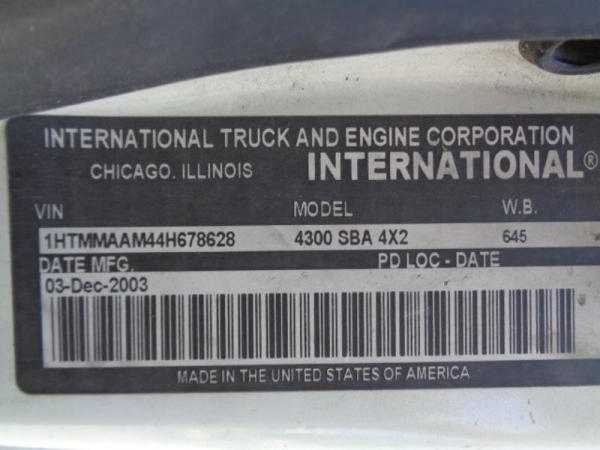 INTERNATIONAL TRUCK AND ENGINE CORPORATION
CHICAGO, ILLINOIS INTERNATIONAL®
VIN MODEL W.B.
1HTMMAAM44H678628 4300 SBA 4X2 645
DATE MFG. PD LOC - DATE
03-Dec-2003
MADE IN THE UNITED STATES OF AMERICA